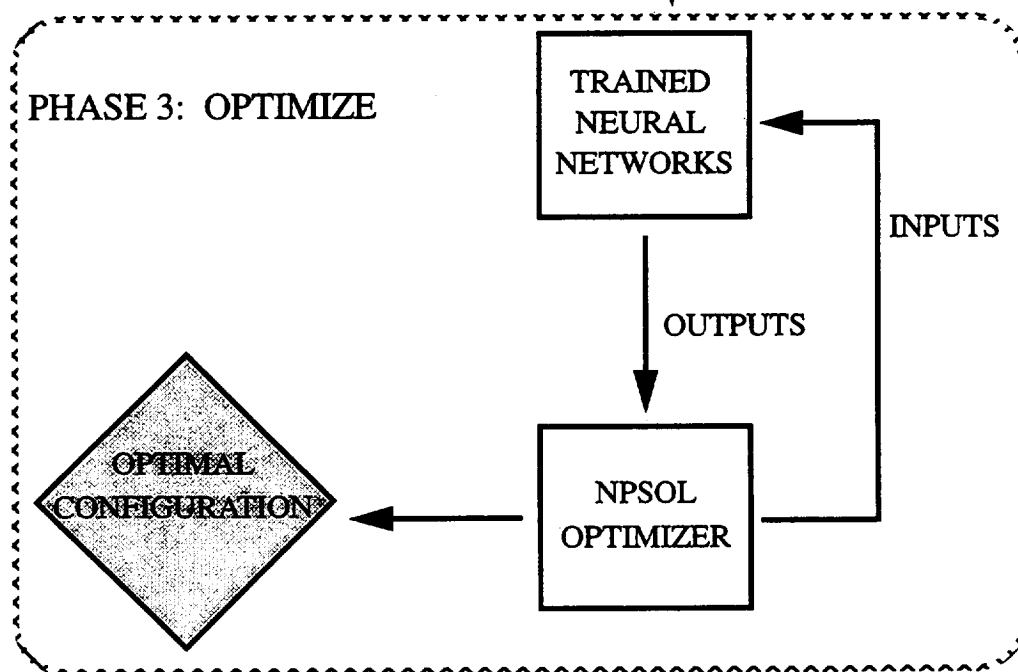 PHASE 3: OPTIMIZE
TRAINED
NEURAL
NETWORKS
INPUTS
OUTPUTS
OPTIMAL
CONFIGURATION
NPSOL
OPTIMIZER